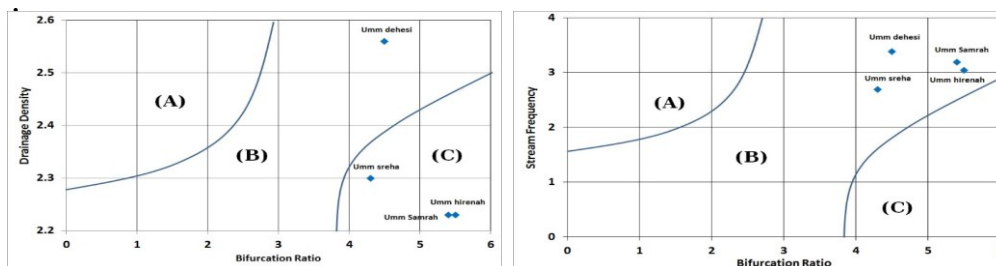 2.6
2.5
2.4
2.3
2.2
Drainage Density
Umm dehesi
(A)
(B)
(C)
Umm sreha
Umm hirenah
Umm Samrah
0 1 2 3 4 5 6
Bifurcation Ratio
4
3
2
1
0
Stream Frequency
Umm dehesi
Umm Samrah
Umm sreha
Umm hirenah
(A)
(B)
(C)
0 1 2 3 4 5
Bifurcation Ratio